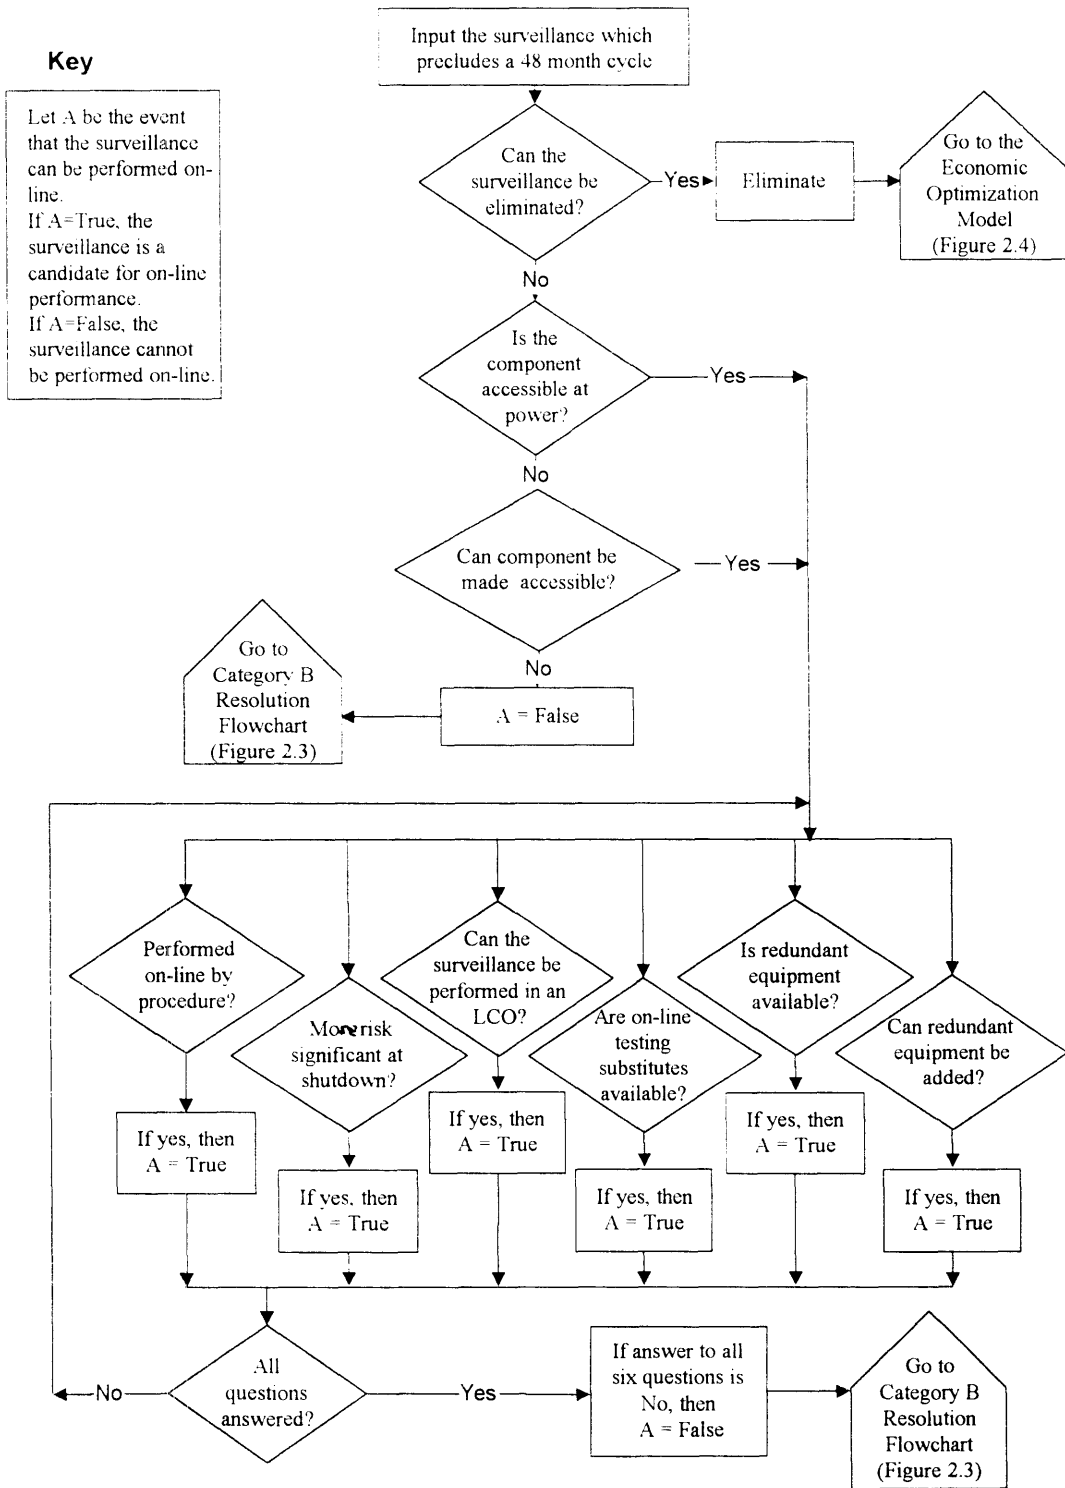 Input the surveillance which
precludes a 48 month cycle
Key
Let A be the event
that the surveillance
can be performed on-
line.
If A=True, the
surveillance is a
candidate for on-line
performance.
If A=False, the
surveillance cannot
be performed on-line.
Can the
surveillance be
eliminated?
Yes
Eliminate
Go to the
Economic
Optimization
Model
(Figure 2.4)
No
Is the
component
accessible at
power?
Yes
No
Can component be
made accessible?
Yes
No
A = False
Go to
Category B
Resolution
Flowchart
(Figure 2.3)
Performed
on-line by
procedure?
More risk
significant at
shutdown?
Can the
surveillance be
performed in an
LCO?
Are on-line
testing
substitutes
available?
Is redundant
equipment
available?
Can redundant
equipment be
added?
If yes, then
A = True
If yes, then
A = True
If yes, then
A = True
If yes, then
A = True
If yes, then
A = True
If yes, then
A = True
All
questions
answered?
No
Yes
If answer to all
six questions is
No, then
A = False
Go to
Category B
Resolution
Flowchart
(Figure 2.3)